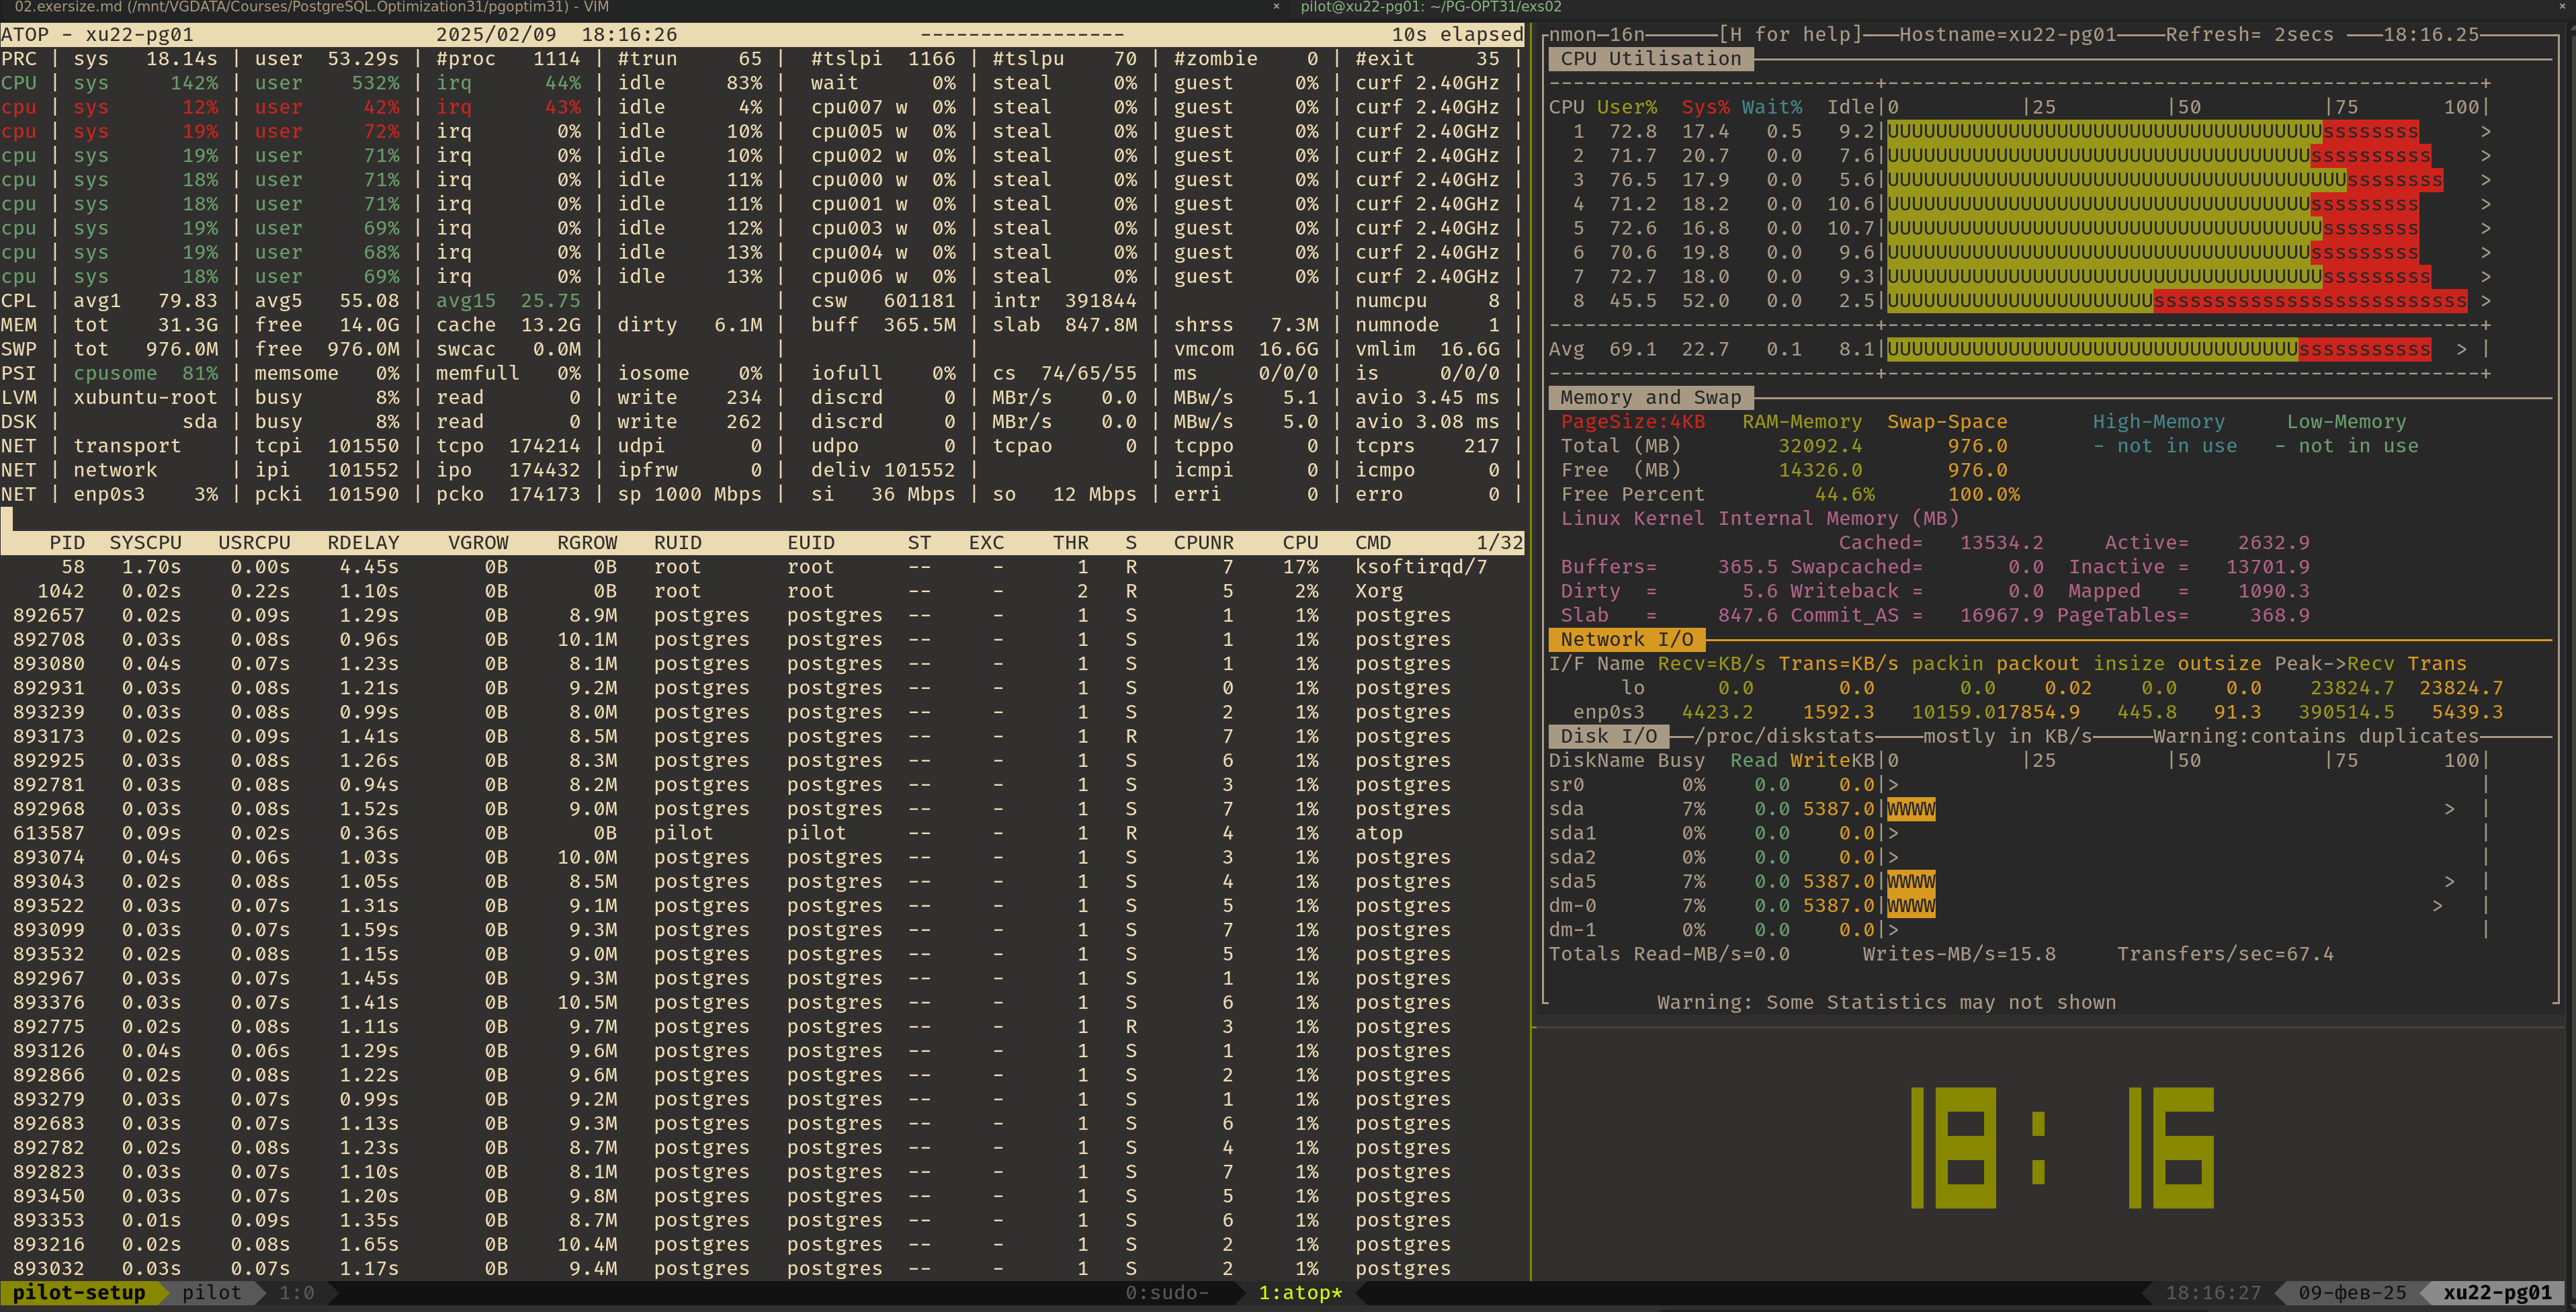 02.exersize.md (/mnt/VGDATA/Courses/PostgreSQL.Optimization31/pgoptim31) - VIM × pilot@xu22-pg01: ~/PG-OPT31/exs02 ×
ATOP - xu22-pg01 2025/02/09 18:16:26 ----------------- 10s elapsed
PRC | sys 18.14s | user 53.29s | #proc 1114 | #trun 65 | #tslpi 1166 | #tslpu 70 | #zombie 0 | #exit 35 |
CPU | sys 142% | user 532% | irq 44% | idle 83% | wait 0% | steal 0% | guest 0% | curf 2.40GHz |
cpu | sys 12% | user 42% | irq 43% | idle 4% | cpu007 w 0% | steal 0% | guest 0% | curf 2.40GHz |
cpu | sys 19% | user 72% | irq 0% | idle 10% | cpu005 w 0% | steal 0% | guest 0% | curf 2.40GHz |
cpu | sys 19% | user 71% | irq 0% | idle 10% | cpu002 w 0% | steal 0% | guest 0% | curf 2.40GHz |
cpu | sys 18% | user 71% | irq 0% | idle 11% | cpu000 w 0% | steal 0% | guest 0% | curf 2.40GHz |
cpu | sys 18% | user 71% | irq 0% | idle 11% | cpu001 w 0% | steal 0% | guest 0% | curf 2.40GHz |
cpu | sys 19% | user 69% | irq 0% | idle 12% | cpu003 w 0% | steal 0% | guest 0% | curf 2.40GHz |
cpu | sys 19% | user 68% | irq 0% | idle 13% | cpu004 w 0% | steal 0% | guest 0% | curf 2.40GHz |
cpu | sys 18% | user 69% | irq 0% | idle 13% | cpu006 w 0% | steal 0% | guest 0% | curf 2.40GHz |
CPL | avg1 79.83 | avg5 55.08 | avg15 25.75 | | csw 601181 | intr 391844 | | numcpu 8 |
MEM | tot 31.3G | free 14.0G | cache 13.2G | dirty 6.1M | buff 365.5M | slab 847.8M | shrss 7.3M | numnode 1 |
SWP | tot 976.0M | free 976.0M | swcac 0.0M | | | | vmcom 16.6G | vmlim 16.6G |
PSI | cpusome 81% | memsome 0% | memfull 0% | iosome 0% | iofull 0% | cs 74/65/55 | ms 0/0/0 | is 0/0/0 |
LVM | xubuntu-root | busy 8% | read 0 | write 234 | discrd 0 | MBr/s 0.0 | MBw/s 5.1 | avio 3.45 ms |
DSK | sda | busy 8% | read 0 | write 262 | discrd 0 | MBr/s 0.0 | MBw/s 5.0 | avio 3.08 ms |
NET | transport | tcpi 101550 | tcpo 174214 | udpi 0 | udpo 0 | tcpao 0 | tcppo 0 | tcprs 217 |
NET | network | ipi 101552 | ipo 174432 | ipfrw 0 | deliv 101552 | | icmpi 0 | icmpo 0 |
NET | enp0s3 3% | pcki 101590 | pcko 174173 | sp 1000 Mbps | si 36 Mbps | so 12 Mbps | erri 0 | erro 0 |
PID SYSCPU USRCPU RDELAY VGROW RGROW RUID EUID ST EXC THR S CPUNR CPU CMD 1/32
58 1.70s 0.00s 4.45s 0B 0B root root -- - 1 R 7 17% ksoftirqd/7
1042 0.02s 0.22s 1.10s 0B 0B root root -- - 2 R 5 2% Xorg
892657 0.02s 0.09s 1.29s 0B 8.9M postgres postgres -- - 1 S 1 1% postgres
892708 0.03s 0.08s 0.96s 0B 10.1M postgres postgres -- - 1 S 1 1% postgres
893080 0.04s 0.07s 1.23s 0B 8.1M postgres postgres -- - 1 S 1 1% postgres
892931 0.03s 0.08s 1.21s 0B 9.2M postgres postgres -- - 1 S 0 1% postgres
893239 0.03s 0.08s 0.99s 0B 8.0M postgres postgres -- - 1 S 2 1% postgres
893173 0.02s 0.09s 1.41s 0B 8.5M postgres postgres -- - 1 R 7 1% postgres
892925 0.03s 0.08s 1.26s 0B 8.3M postgres postgres -- - 1 S 6 1% postgres
892781 0.03s 0.08s 0.94s 0B 8.2M postgres postgres -- - 1 S 3 1% postgres
892968 0.03s 0.08s 1.52s 0B 9.0M postgres postgres -- - 1 S 7 1% postgres
613587 0.09s 0.02s 0.36s 0B 0B pilot pilot -- - 1 R 4 1% atop
893074 0.04s 0.06s 1.03s 0B 10.0M postgres postgres -- - 1 S 3 1% postgres
893043 0.02s 0.08s 1.05s 0B 8.5M postgres postgres -- - 1 S 4 1% postgres
893522 0.03s 0.07s 1.31s 0B 9.1M postgres postgres -- - 1 S 5 1% postgres
893099 0.03s 0.07s 1.59s 0B 9.3M postgres postgres -- - 1 S 7 1% postgres
893532 0.02s 0.08s 1.15s 0B 9.0M postgres postgres -- - 1 S 5 1% postgres
892967 0.03s 0.07s 1.45s 0B 9.3M postgres postgres -- - 1 S 1 1% postgres
893376 0.03s 0.07s 1.41s 0B 10.5M postgres postgres -- - 1 S 6 1% postgres
892775 0.02s 0.08s 1.11s 0B 9.7M postgres postgres -- - 1 R 3 1% postgres
893126 0.04s 0.06s 1.29s 0B 9.6M postgres postgres -- - 1 S 1 1% postgres
892866 0.02s 0.08s 1.22s 0B 9.6M postgres postgres -- - 1 S 2 1% postgres
893279 0.03s 0.07s 0.99s 0B 9.2M postgres postgres -- - 1 S 1 1% postgres
892683 0.03s 0.07s 1.13s 0B 9.3M postgres postgres -- - 1 S 6 1% postgres
892782 0.02s 0.08s 1.23s 0B 8.7M postgres postgres -- - 1 S 4 1% postgres
892823 0.03s 0.07s 1.10s 0B 8.1M postgres postgres -- - 1 S 7 1% postgres
893450 0.03s 0.07s 1.20s 0B 9.8M postgres postgres -- - 1 S 5 1% postgres
893353 0.01s 0.09s 1.35s 0B 8.7M postgres postgres -- - 1 S 6 1% postgres
893216 0.02s 0.08s 1.65s 0B 10.4M postgres postgres -- - 1 S 2 1% postgres
893032 0.03s 0.07s 1.17s 0B 9.4M postgres postgres -- - 1 S 2 1% postgres
nmon-16n [H for help] Hostname=xu22-pg01 Refresh= 2secs 18:16.25
CPU Utilisation
CPU User% Sys% Wait% Idle|0 |25 |50 |75 100|
1 72.8 17.4 0.5 9.2|UUUUUUUUUUUUUUUUUUUUUUUUUUUUUUUUUUUUssssssss >
2 71.7 20.7 0.0 7.6|UUUUUUUUUUUUUUUUUUUUUUUUUUUUUUUUUUUssssssssss >
3 76.5 17.9 0.0 5.6|UUUUUUUUUUUUUUUUUUUUUUUUUUUUUUUUUUUUUUssssssss >
4 71.2 18.2 0.0 10.6|UUUUUUUUUUUUUUUUUUUUUUUUUUUUUUUUUUUsssssssss >
5 72.6 16.8 0.0 10.7|UUUUUUUUUUUUUUUUUUUUUUUUUUUUUUUUUUUUssssssss >
6 70.6 19.8 0.0 9.6|UUUUUUUUUUUUUUUUUUUUUUUUUUUUUUUUUUUsssssssss >
7 72.7 18.0 0.0 9.3|UUUUUUUUUUUUUUUUUUUUUUUUUUUUUUUUUUUUsssssssss >
8 45.5 52.0 0.0 2.5|UUUUUUUUUUUUUUUUUUUUUUssssssssssssssssssssssssss >
Avg 69.1 22.7 0.1 8.1|UUUUUUUUUUUUUUUUUUUUUUUUUUUUUUUUUUsssssssssss > |
Memory and Swap
PageSize:4KB RAM-Memory Swap-Space High-Memory Low-Memory
Total (MB) 32092.4 976.0 - not in use - not in use
Free (MB) 14326.0 976.0
Free Percent 44.6% 100.0%
Linux Kernel Internal Memory (MB)
Cached= 13534.2 Active= 2632.9
Buffers= 365.5 Swapcached= 0.0 Inactive = 13701.9
Dirty = 5.6 Writeback = 0.0 Mapped = 1090.3
Slab = 847.6 Commit_AS = 16967.9 PageTables= 368.9
Network I/O
I/F Name Recv=KB/s Trans=KB/s packin packout insize outsize Peak->Recv Trans
lo 0.0 0.0 0.0 0.02 0.0 0.0 23824.7 23824.7
enp0s3 4423.2 1592.3 10159.017854.9 445.8 91.3 390514.5 5439.3
Disk I/O /proc/diskstats mostly in KB/s Warning:contains duplicates
DiskName Busy Read WriteKB|0 |25 |50 |75 100|
sr0 0% 0.0 0.0|> |
sda 7% 0.0 5387.0|WWWW > |
sda1 0% 0.0 0.0|> |
sda2 0% 0.0 0.0|> |
sda5 7% 0.0 5387.0|WWWW > |
dm-0 7% 0.0 5387.0|WWWW > |
dm-1 0% 0.0 0.0|> |
Totals Read-MB/s=0.0 Writes-MB/s=15.8 Transfers/sec=67.4
Warning: Some Statistics may not shown
18:16
pilot-setup pilot 1:0 0:sudo- 1:atop* 18:16:27 09-фев-25 xu22-pg01